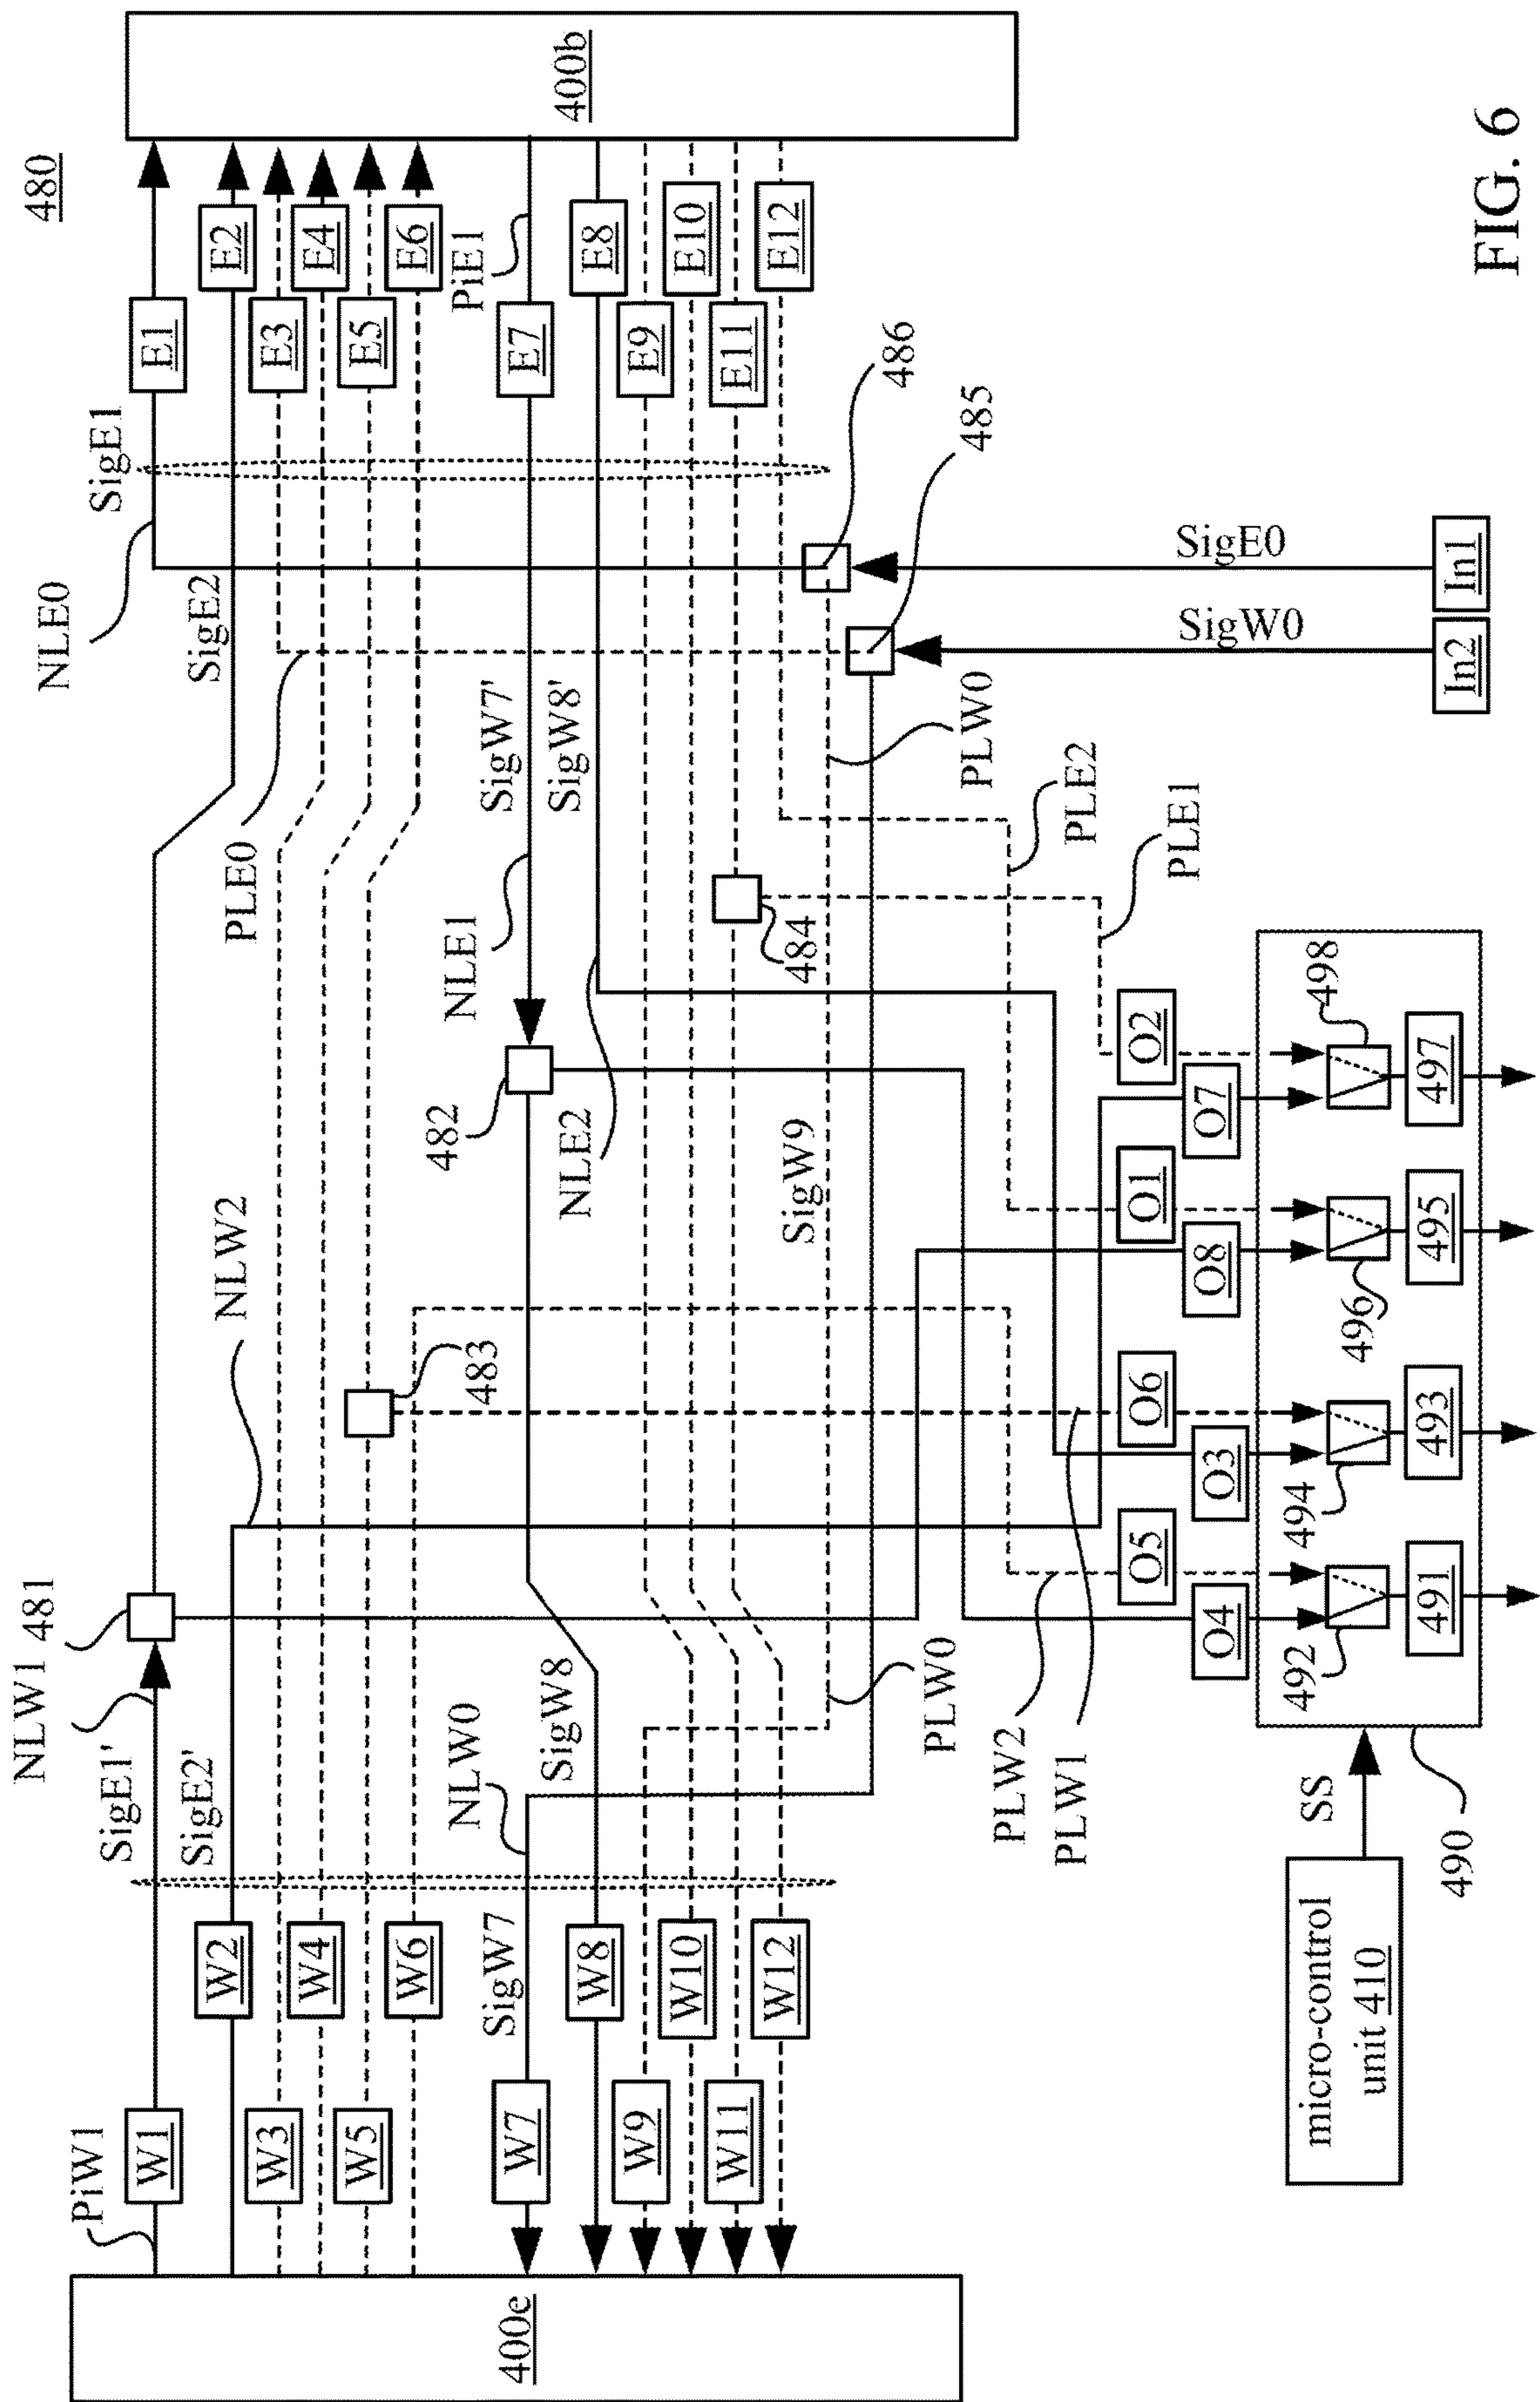 480
400b
E1
E2
E3
E4
E5
E6
PiE1
E7
E8
E9
E10
E11
E12
SigE1
NLE0
SigE2
486
485
SigE0
In1
SigW0
In2
PLE0
SigW7'
SigW8'
NLE1
PLW0
PLE2
PLE1
484
482
NLE2
SigW9
NLW2
483
O2
O7
O1
O8
O6
O3
O5
O4
498
497
496
495
494
493
492
491
NLW1
481
SigE1'
SigE2'
NLW0
SigW8
PLW0
PLW2
PLW1
SigW7
PiW1
W1
W2
W3
W4
W5
W6
W7
W8
W9
W10
W11
W12
400e
SS
490
micro-control
unit 410
FIG. 6